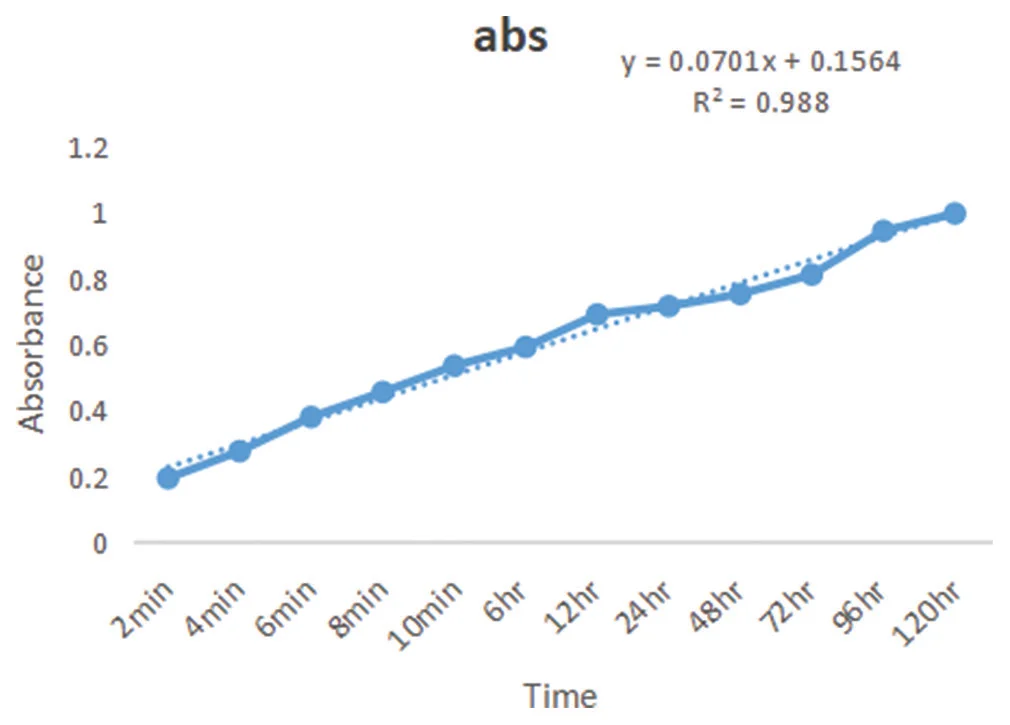 abs
y = 0.0701x + 0.1564
R² = 0.988
1.2
1
0.8
0.6
0.4
0.2
0
Absorbance
2min
4min
6min
8min
10min
6hr
12hr
24hr
48hr
72hr
96hr
120hr
Time